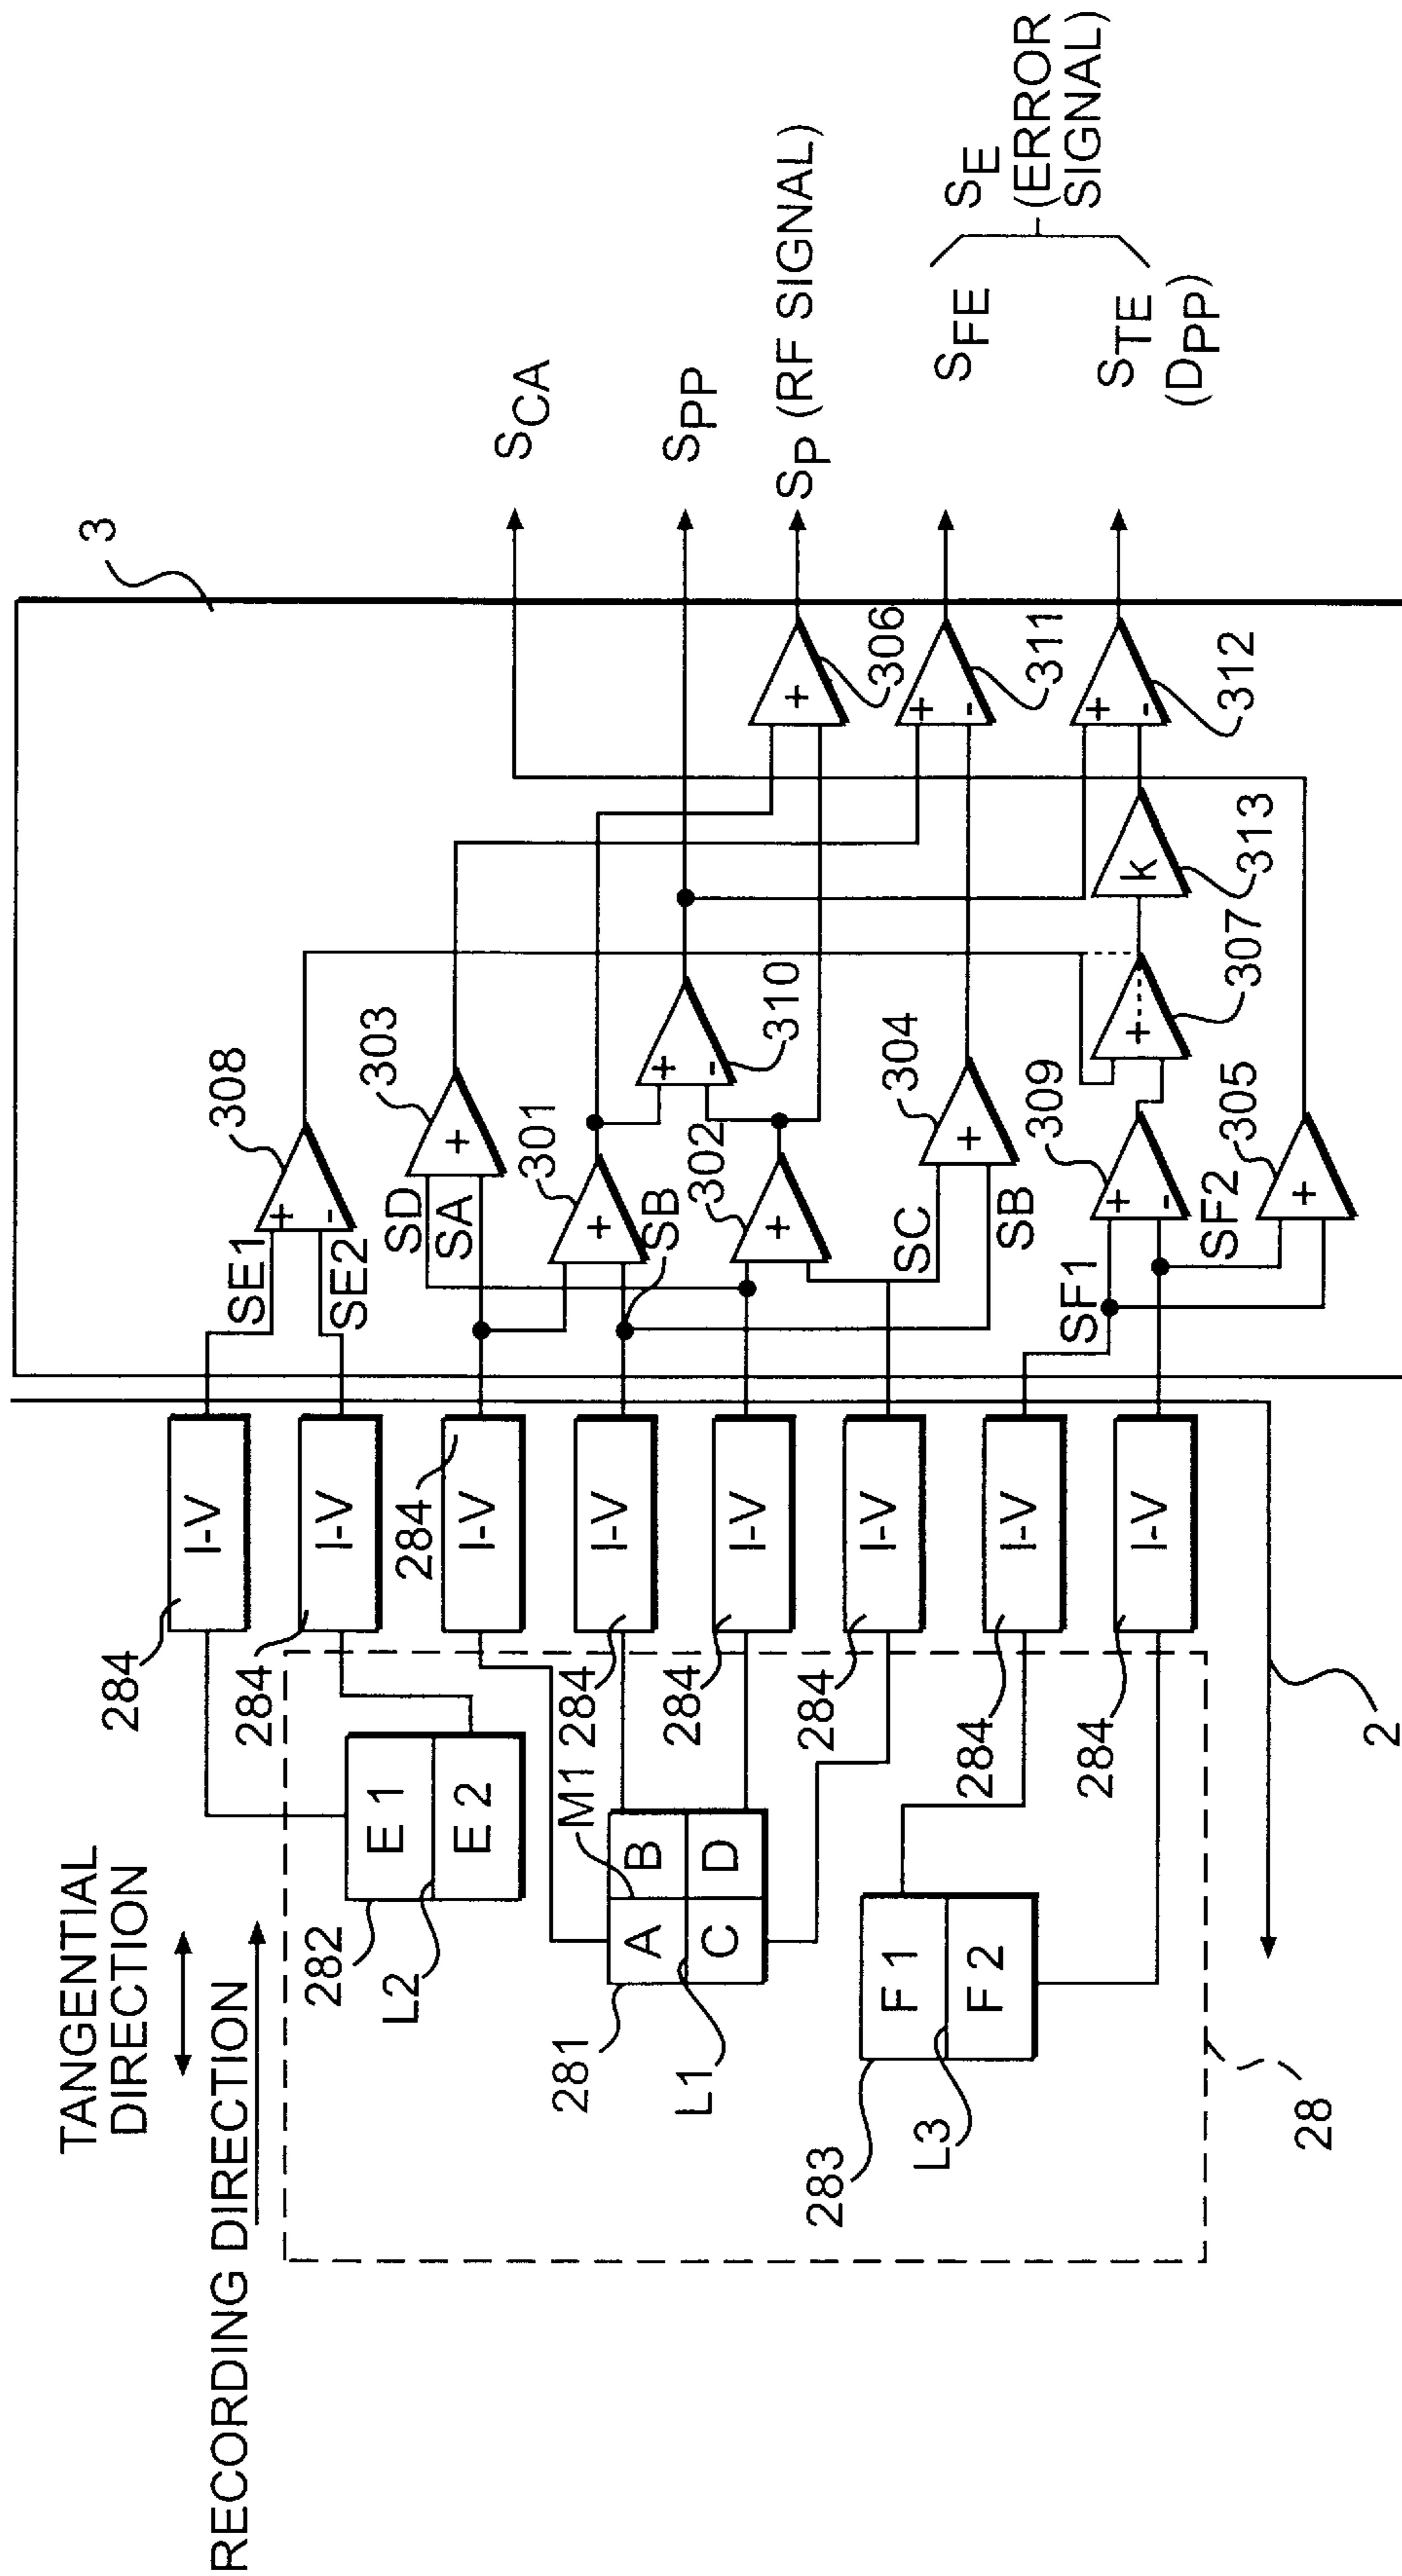 TANGENTIAL
DIRECTION
RECORDING DIRECTION
284
I-V
284
I-V
284
I-V
284
I-V
284
I-V
284
I-V
284
I-V
284
I-V
282
E 1
E 2
L2
281
M1
A
B
C
D
L1
283
F 1
F 2
L3
28
2
3
SE1
SE2
308
+
-
SD
SA
303
+
301
+
SB
302
+
310
+
-
SC
SB
304
+
SF1
309
+
-
SF2
305
+
307
+
k
313
+
306
+
-
311
+
-
312
SCA
SPP
SP (RF SIGNAL)
SFE
STE
(DPP)
SE
(ERROR
SIGNAL)